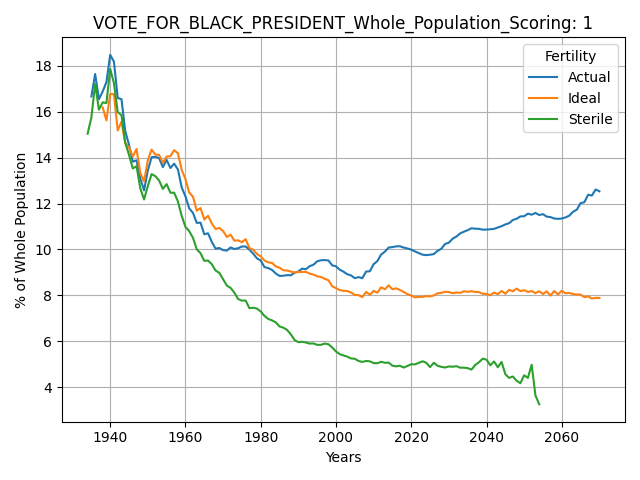 VOTE_FOR_BLACK_PRESIDENT_Whole_Population_Scoring: 1
Fertility
Actual
Ideal
Sterile
% of Whole Population
18
16
14
12
10
8
6
4
1940 1960 1980 2000 2020 2040 2060
Years